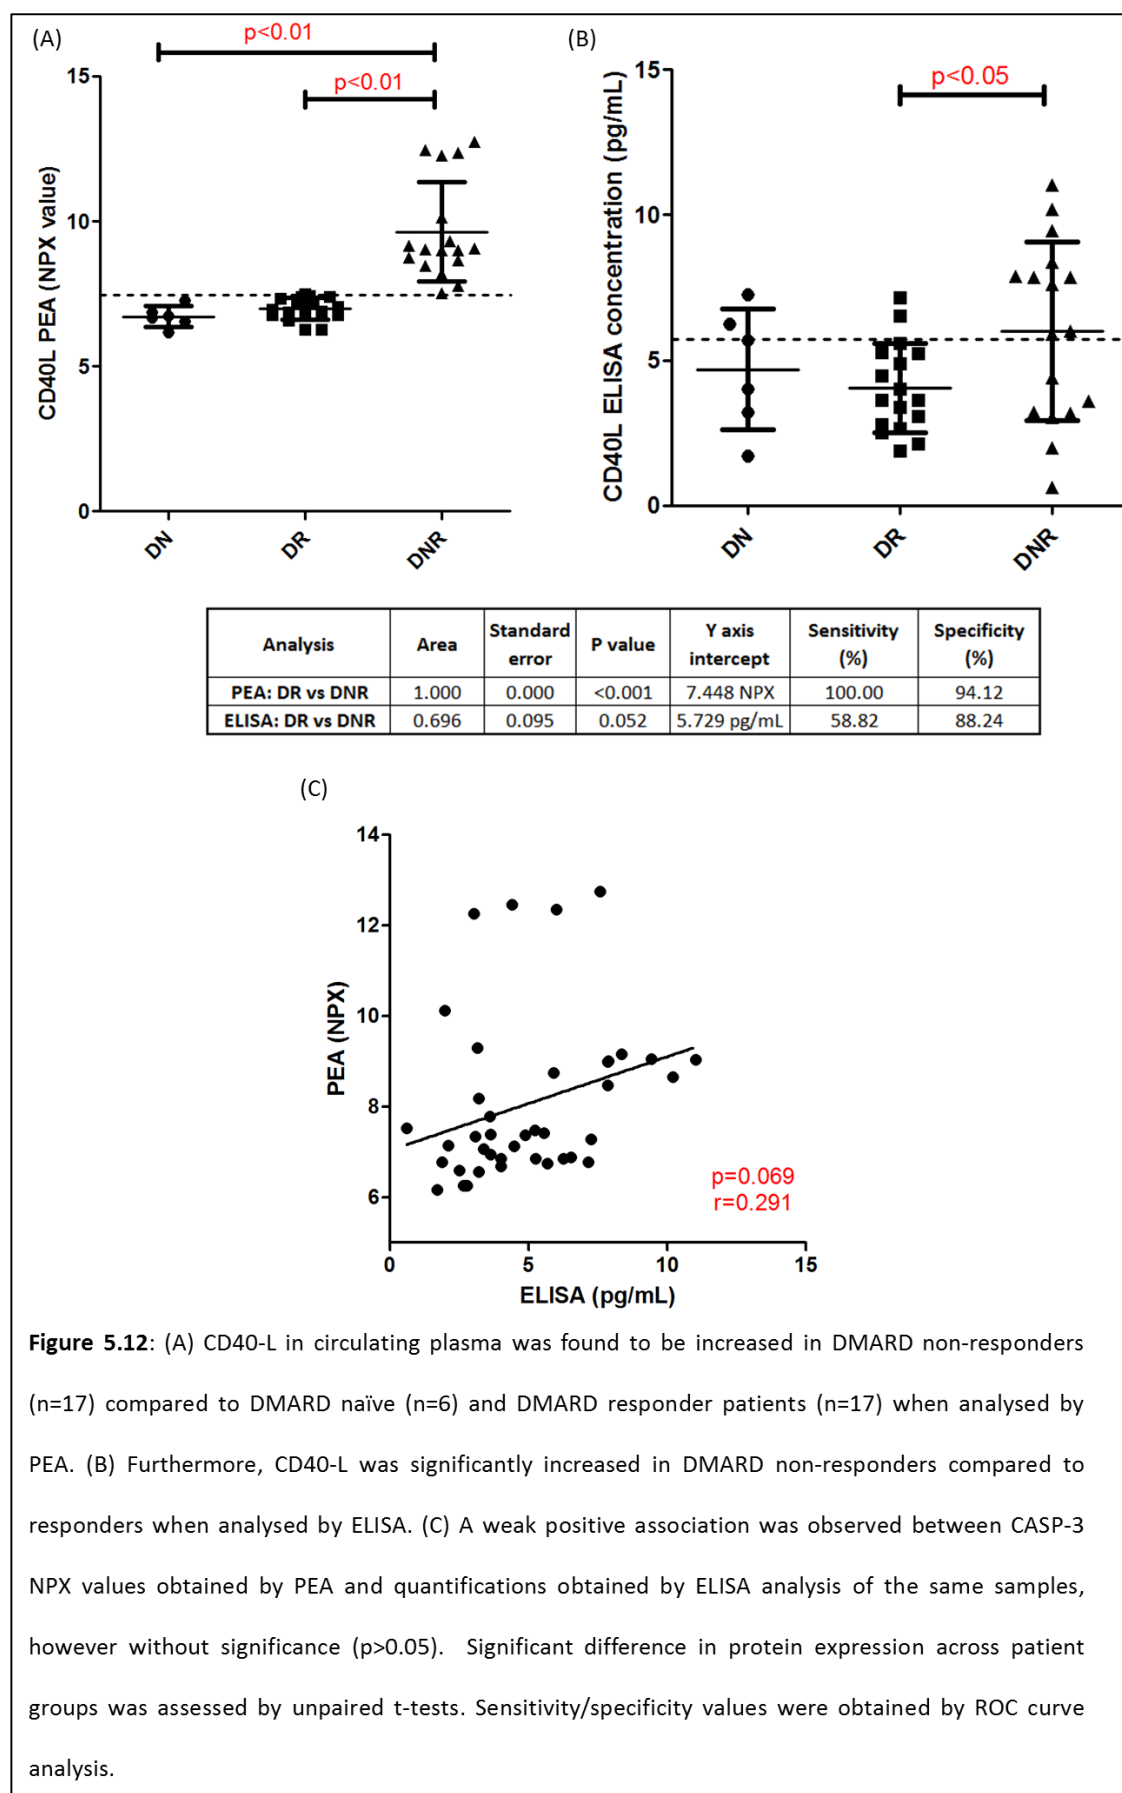 (A)
p<0.01
p<0.01
CD40L PEA (NPX value)
15
10
5
0
DN
DR
DNR
(B)
p<0.05
CD40L ELISA concentration (pg/mL)
15
10
5
0
DN
DR
DNR
Analysis Area Standard error P value Y axis intercept Sensitivity (%) Specificity (%)
PEA: DR vs DNR 1.000 0.000 <0.001 7.448 NPX 100.00 94.12
ELISA: DR vs DNR 0.696 0.095 0.052 5.729 pg/mL 58.82 88.24
(C)
PEA (NPX)
14
12
10
8
6
p=0.069
r=0.291
0 5 10 15
ELISA (pg/mL)
Figure 5.12: (A) CD40-L in circulating plasma was found to be increased in DMARD non-responders
(n=17) compared to DMARD naïve (n=6) and DMARD responder patients (n=17) when analysed by
PEA. (B) Furthermore, CD40-L was significantly increased in DMARD non-responders compared to
responders when analysed by ELISA. (C) A weak positive association was observed between CASP-3
NPX values obtained by PEA and quantifications obtained by ELISA analysis of the same samples,
however without significance (p>0.05). Significant difference in protein expression across patient
groups was assessed by unpaired t-tests. Sensitivity/specificity values were obtained by ROC curve
analysis.